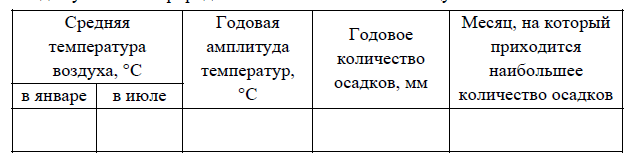 Средняя
температура
воздуха, °С
в январе
в июле
Годовая
амплитуда
температур,
°С
Годовое
количество
осадков, мм
Месяц, на который
приходится
наибольшее
количество осадков